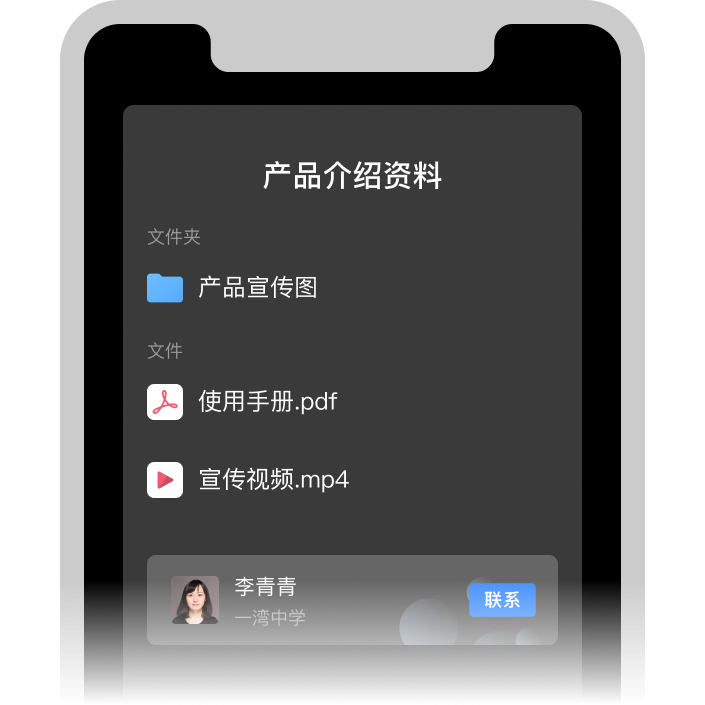 产品介绍资料
文件夹
产品宣传图
文件
使用手册.pdf
宣传视频.mp4
李青青
一湾中学
联系